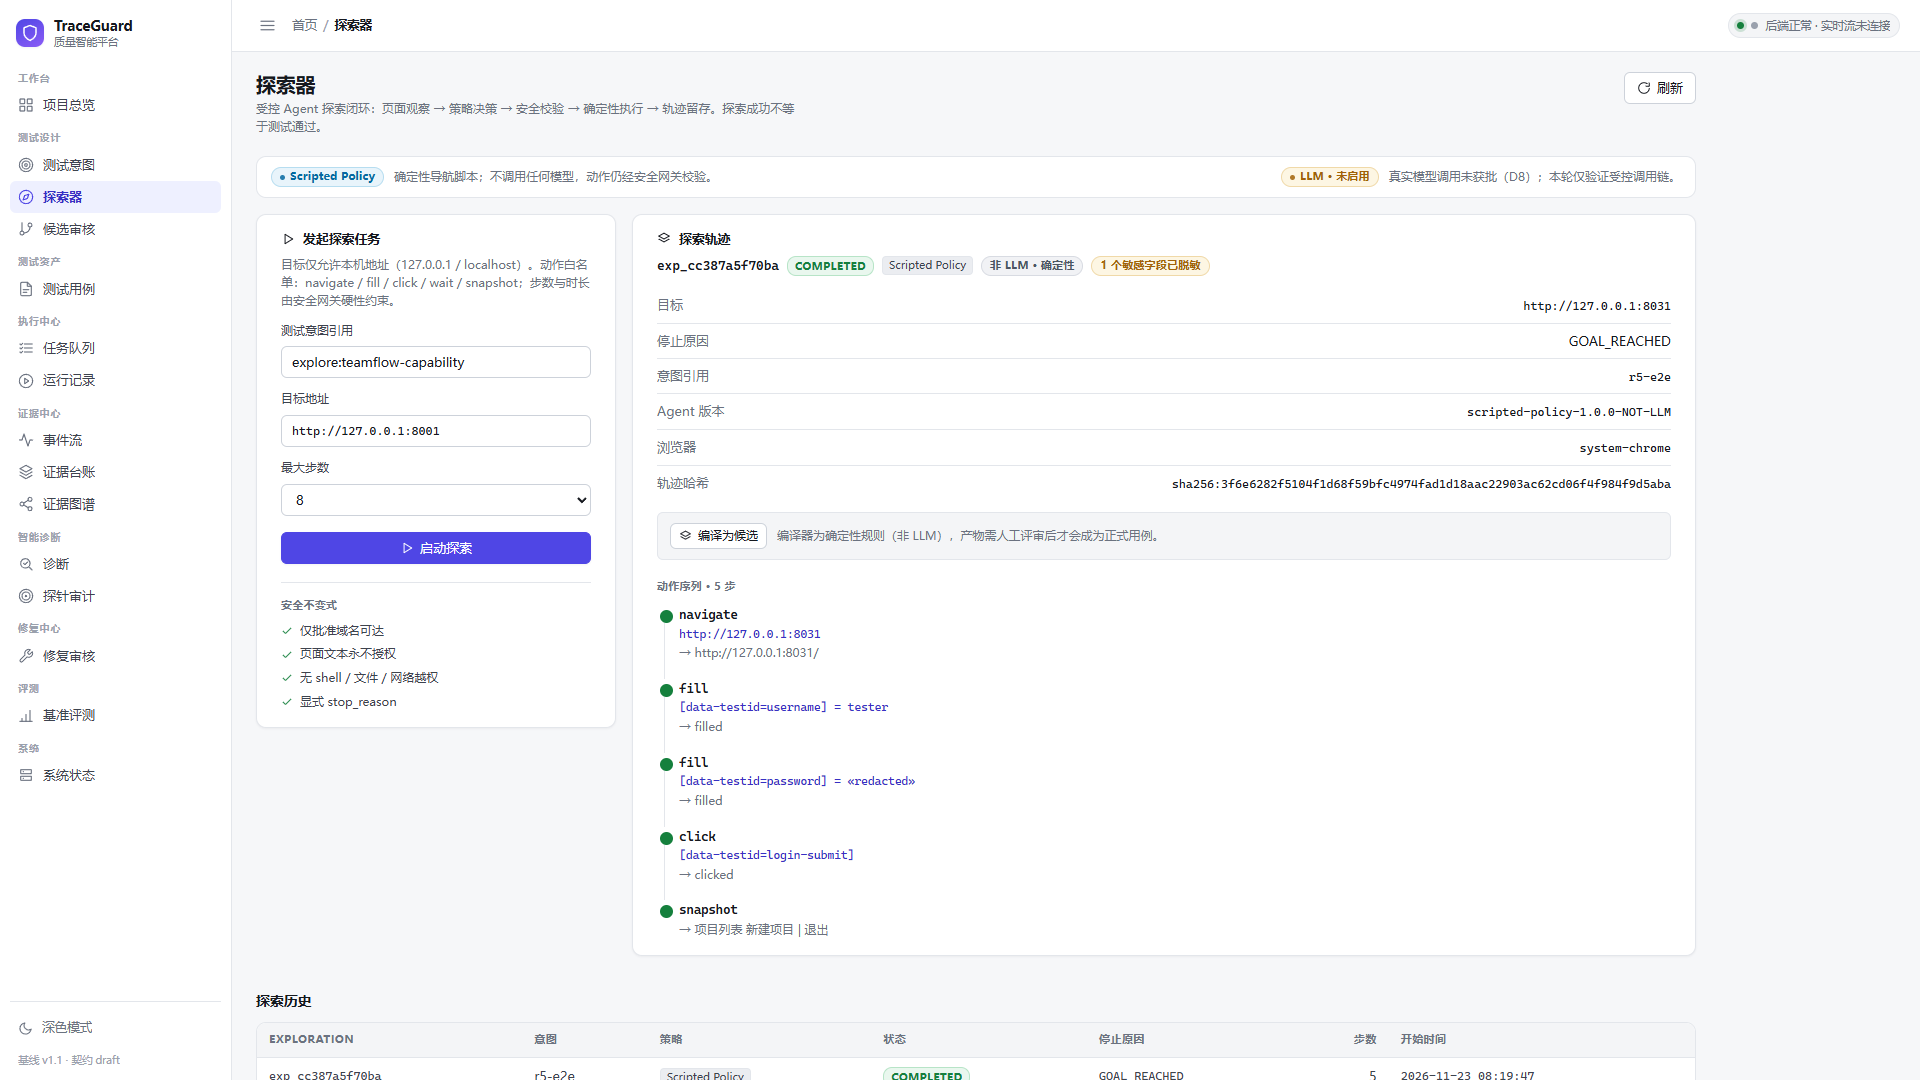 TraceGuard
质量智能平台
工作台
项目总览
测试设计
测试意图
探索器
候选审核
测试资产
测试用例
执行中心
任务队列
运行记录
证据中心
事件流
证据台账
证据图谱
智能诊断
诊断
探针审计
修复中心
修复审核
评测
基准评测
系统
系统状态
深色模式
基线 v1.1 · 契约 draft
首页 / 探索器
后端正常 · 实时流未连接
探索器
受控 Agent 探索闭环：页面观察 → 策略决策 → 安全校验 → 确定性执行 → 轨迹留存。探索成功不等
于测试通过。
刷新
Scripted Policy 确定性导航脚本；不调用任何模型，动作仍经安全网关校验。
LLM • 未启用 真实模型调用未获批（D8）；本轮仅验证受控调用链。
发起探索任务
目标仅允许本机地址（127.0.0.1 / localhost）。动作白名
单：navigate / fill / click / wait / snapshot；步数与时长
由安全网关硬性约束。
测试意图引用
explore:teamflow-capability
目标地址
http://127.0.0.1:8001
最大步数
8
启动探索
安全不变式
仅批准域名可达
页面文本永不授权
无 shell / 文件 / 网络越权
显式 stop_reason
探索轨迹
exp_cc387a5f70ba COMPLETED Scripted Policy 非 LLM • 确定性 1 个敏感字段已脱敏
目标 http://127.0.0.1:8031
停止原因 GOAL_REACHED
意图引用 r5-e2e
Agent 版本 scripted-policy-1.0.0-NOT-LLM
浏览器 system-chrome
轨迹哈希 sha256:3f6e6282f5104f1d68f59bfc4974fad1d18aac22903ac62cd06f4f984f9d5aba
编译为候选 编译器为确定性规则（非 LLM），产物需人工评审后才会成为正式用例。
动作序列 • 5 步
navigate
http://127.0.0.1:8031
→ http://127.0.0.1:8031/
fill
[data-testid=username] = tester
→ filled
fill
[data-testid=password] = «redacted»
→ filled
click
[data-testid=login-submit]
→ clicked
snapshot
→ 项目列表 新建项目 | 退出
探索历史
EXPLORATION 意图 策略 状态 停止原因 步数 开始时间
exp_cc387a5f70ba r5-e2e Scripted Policy COMPLETED GOAL_REACHED 5 2026-11-23 08:19:47